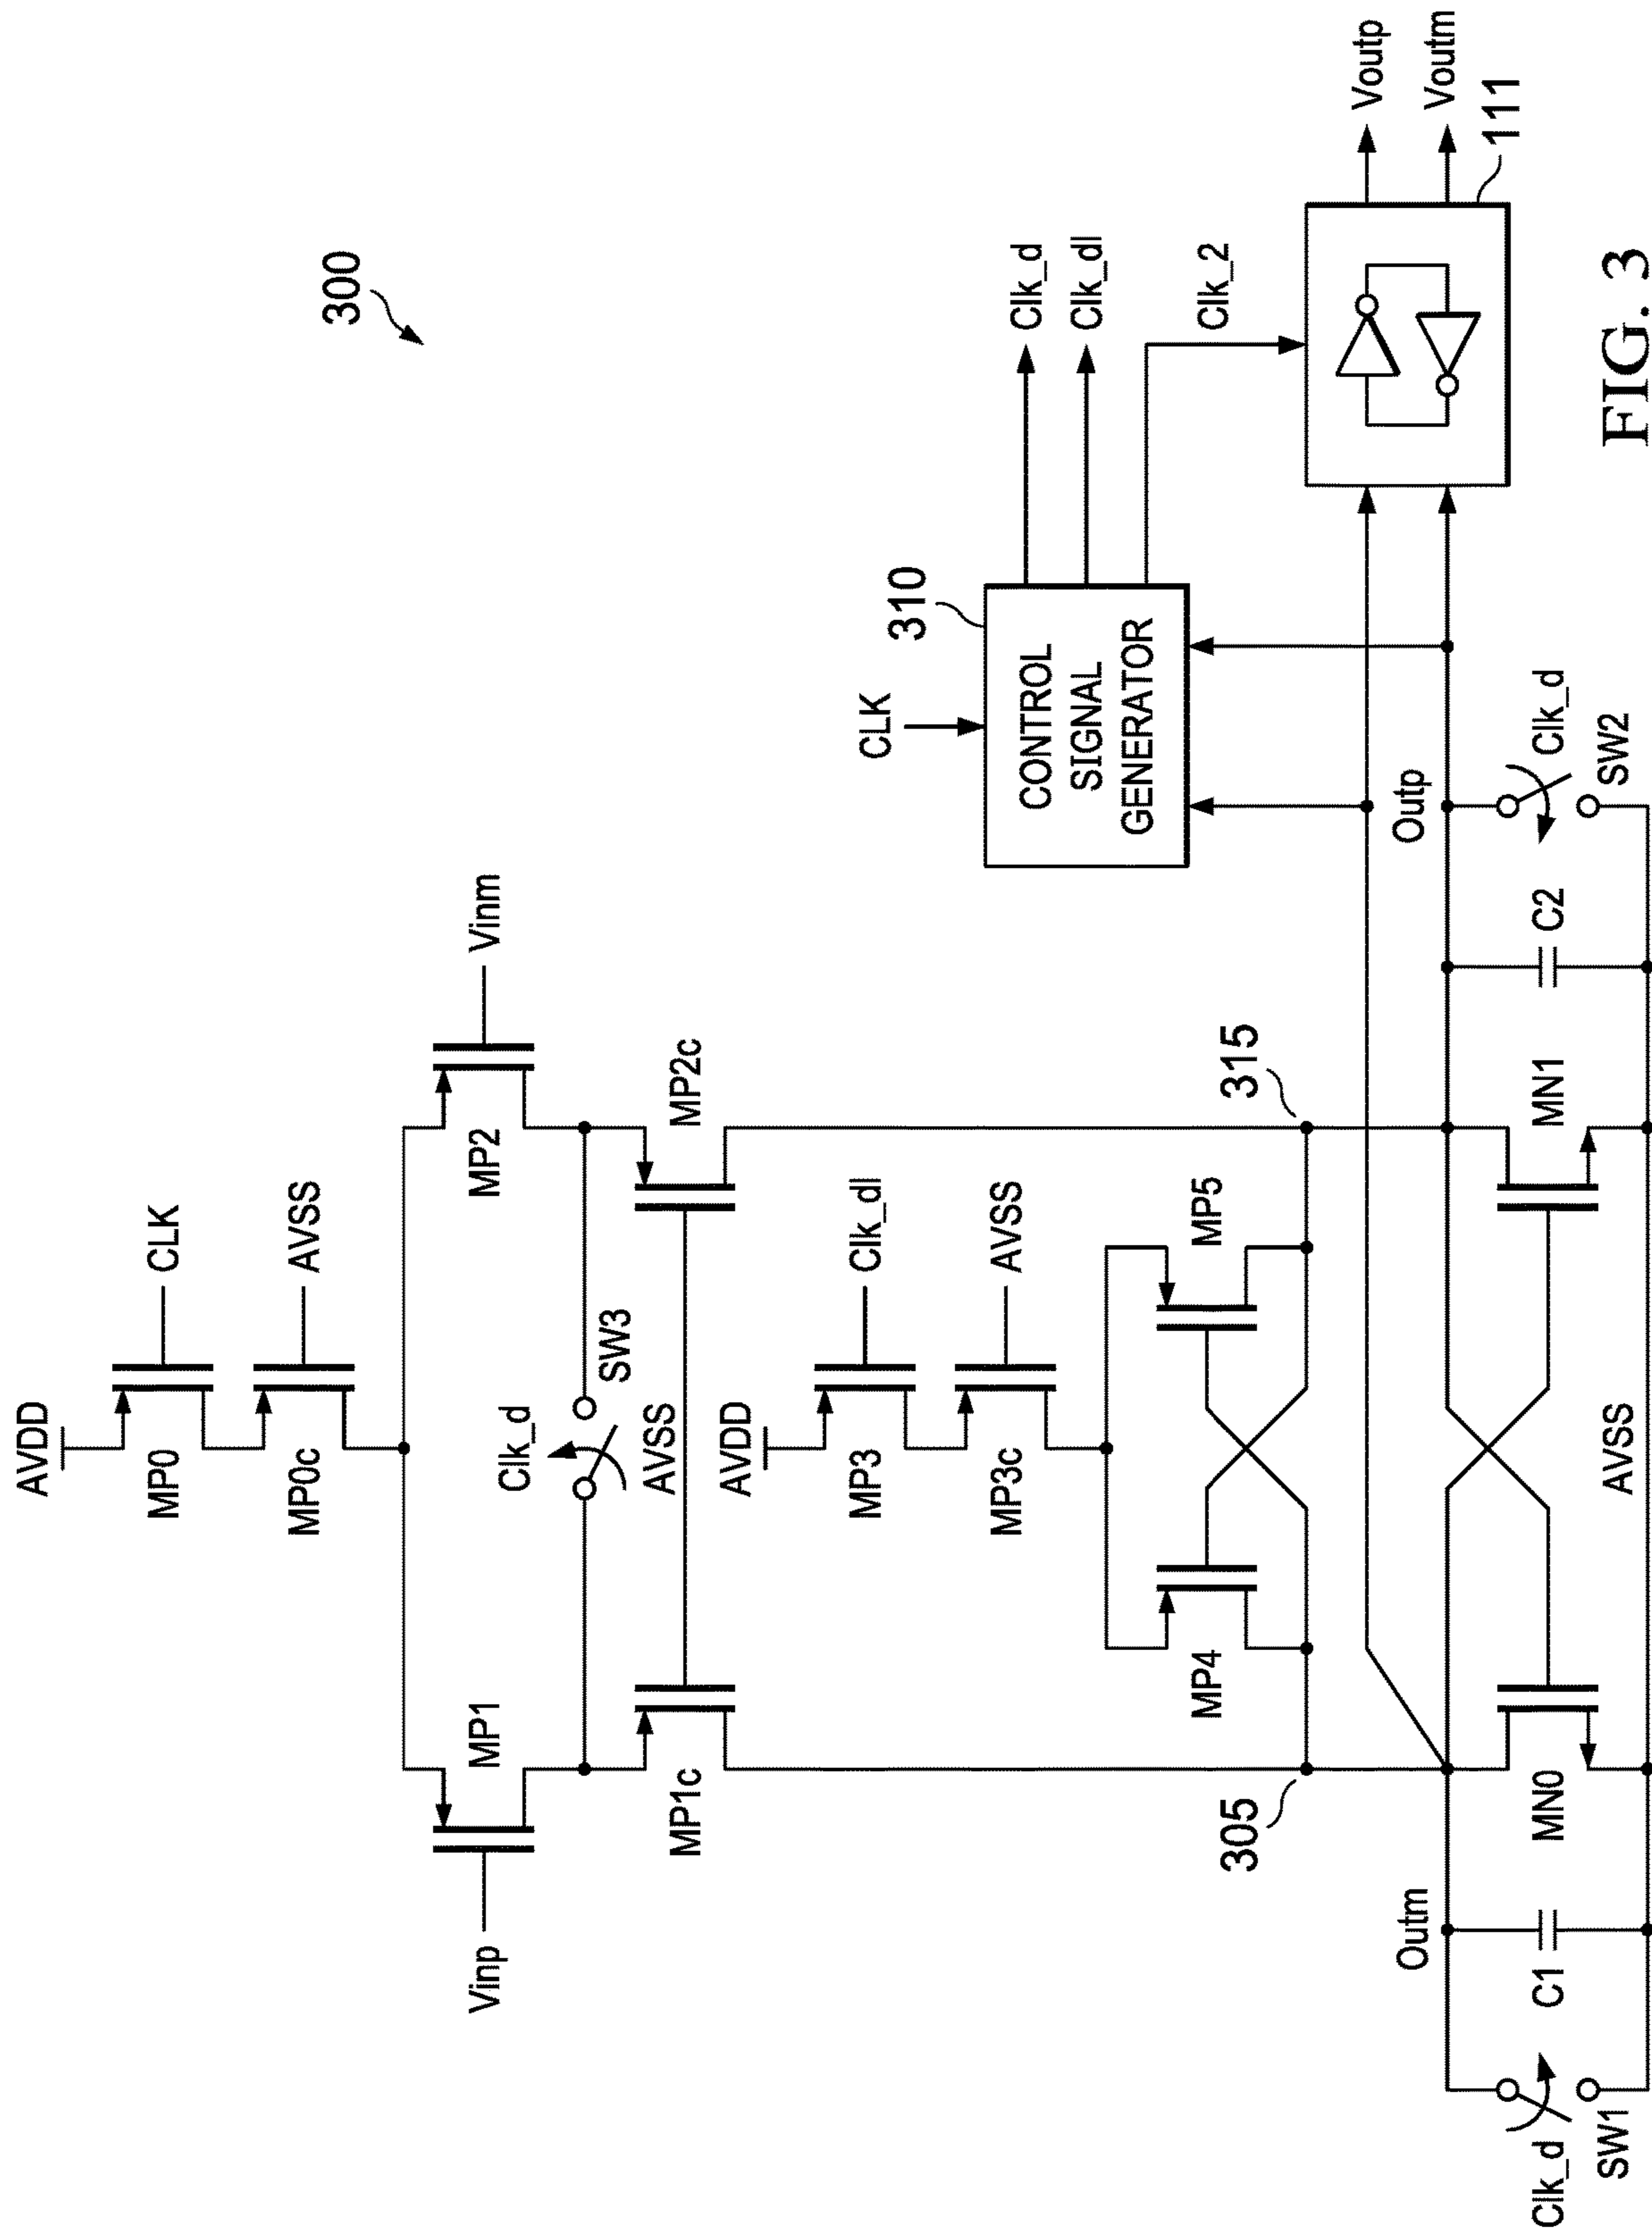 300
AVDD
CLK
MP0
AVSS
MP0c
Vinp
MP1
MP2
Vinm
Clk_d
SW3
MP1c
AVSS
MP2c
AVDD
Clk_dl
MP3
AVSS
MP3c
MP4
MP5
305
315
CLK
310
CONTROL
SIGNAL
GENERATOR
Clk_d
Clk_dl
Clk_2
Outm
Outp
Voutp
Voutm
111
Clk_d
SW1
C1
MN0
AVSS
MN1
C2
Clk_d
SW2
FIG. 3